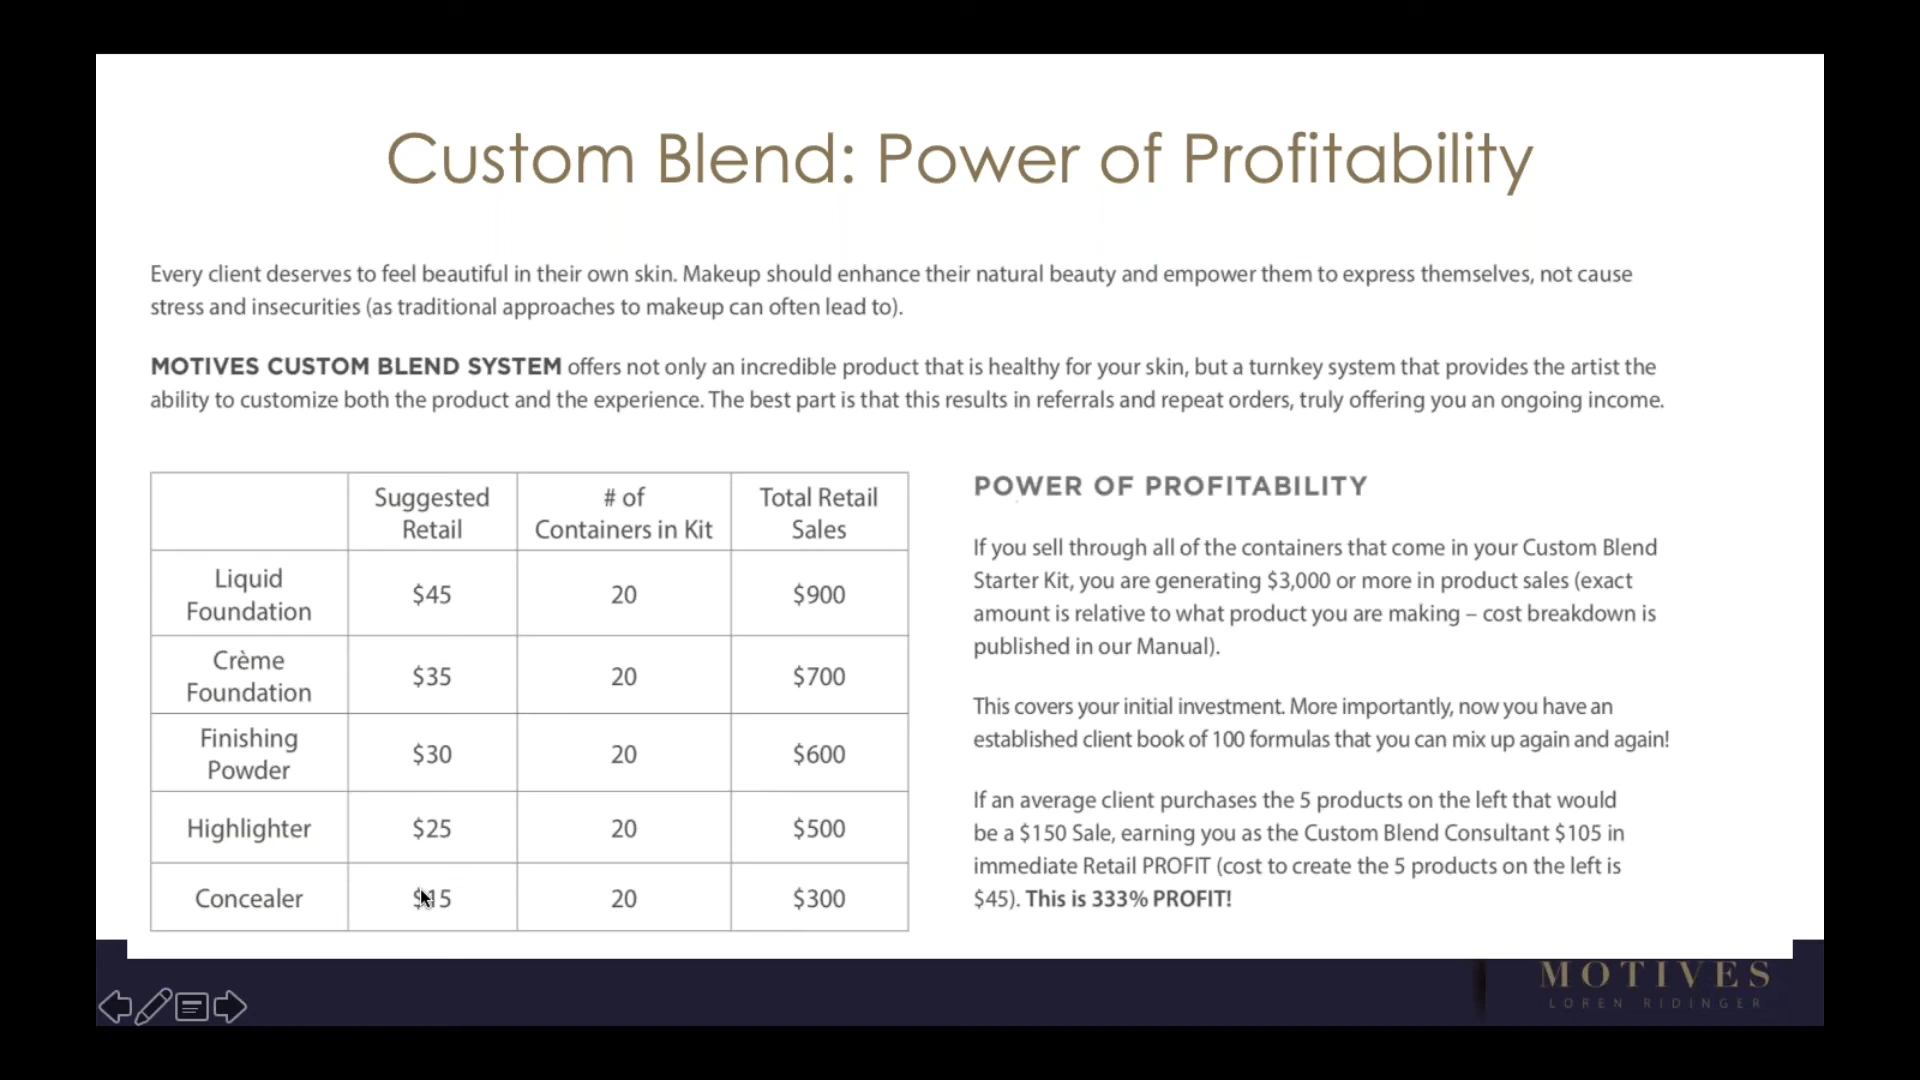 Custom Blend: Power of Profitability
Every client deserves to feel beautiful in their own skin. Makeup should enhance their natural beauty and empower them to express themselves, not cause
stress and insecurities (as traditional approaches to makeup can often lead to).
MOTIVES CUSTOM BLEND SYSTEM offers not only an incredible product that is healthy for your skin, but a turnkey system that provides the artist the
ability to customize both the product and the experience. The best part is that this results in referrals and repeat orders, truly offering you an ongoing income.
Suggested Retail # of Containers in Kit Total Retail Sales
Liquid Foundation $45 20 $900
Crème Foundation $35 20 $700
Finishing Powder $30 20 $600
Highlighter $25 20 $500
Concealer $15 20 $300
POWER OF PROFITABILITY
If you sell through all of the containers that come in your Custom Blend
Starter Kit, you are generating $3,000 or more in product sales (exact
amount is relative to what product you are making – cost breakdown is
published in our Manual).
This covers your initial investment. More importantly, now you have an
established client book of 100 formulas that you can mix up again and again!
If an average client purchases the 5 products on the left that would
be a $150 Sale, earning you as the Custom Blend Consultant $105 in
immediate Retail PROFIT (cost to create the 5 products on the left is
$45). This is 333% PROFIT!
MOTIVES
LOREN RIDINGER